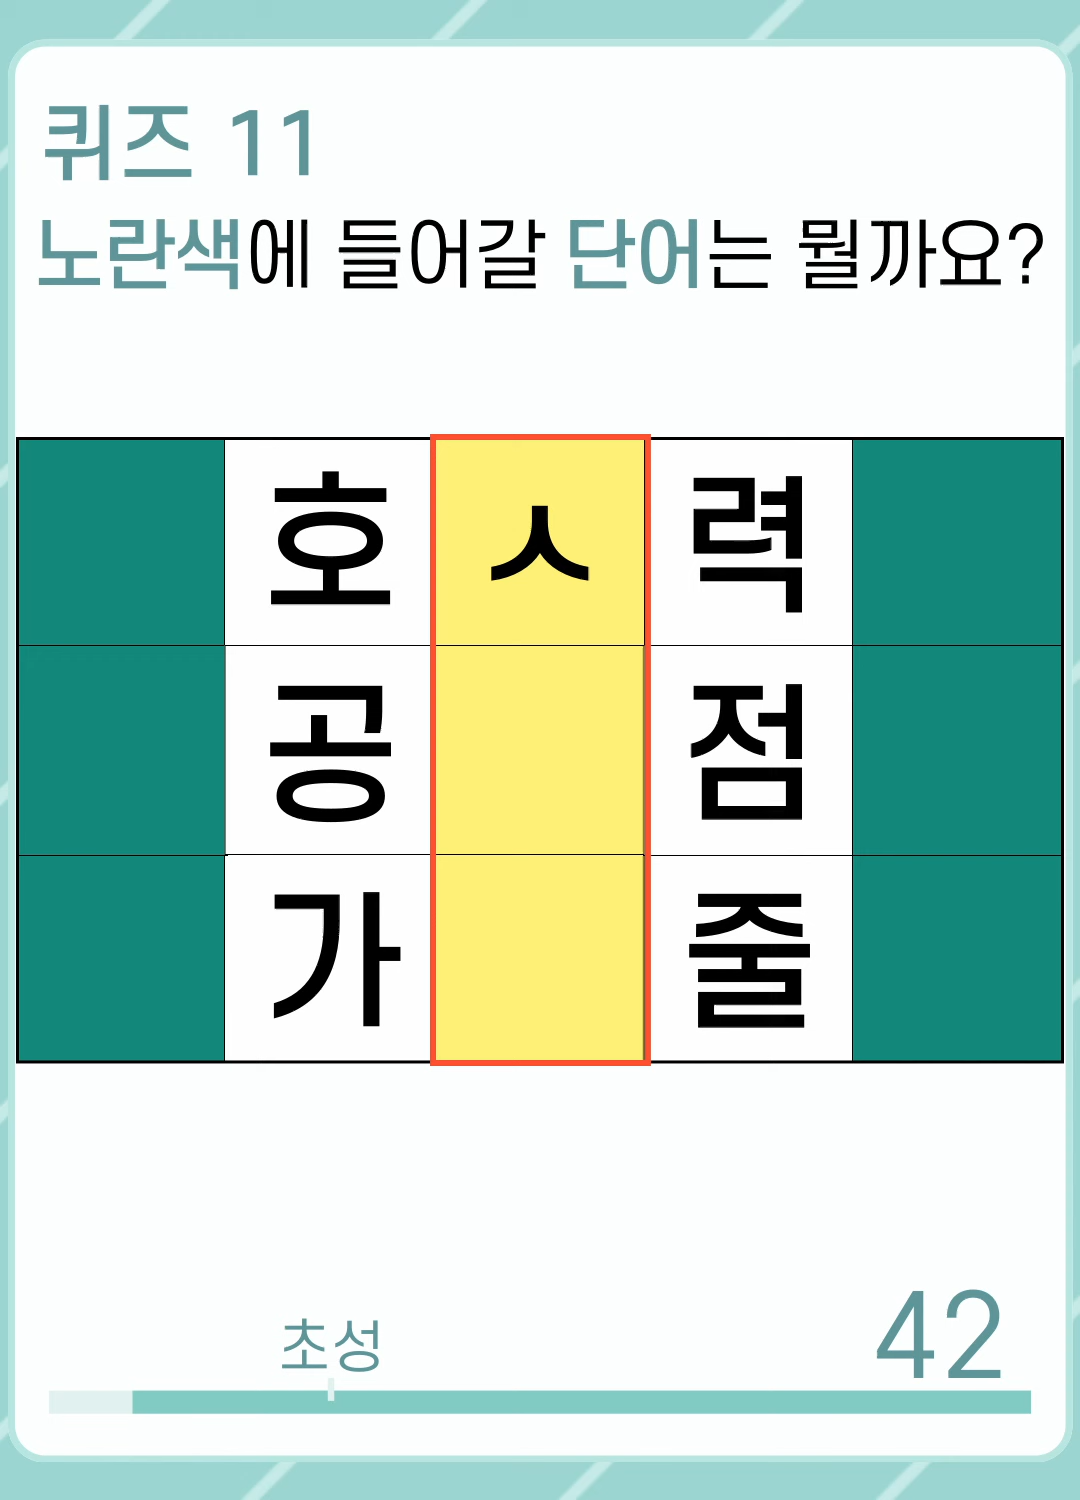 퀴즈 11
노란색에 들어갈 단어는 뭘까요?
호 ㅅ 력
공 점
가 줄
초성
42